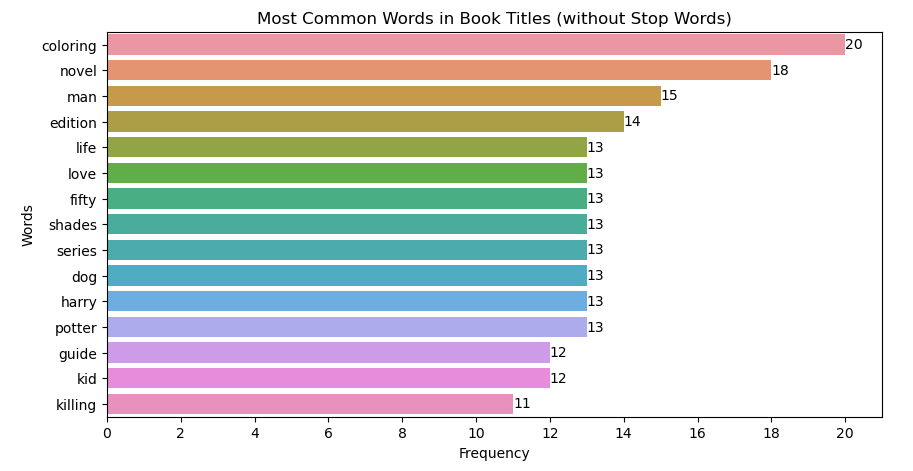 Most Common Words in Book Titles (without Stop Words)
Words
coloring 20
novel 18
man 15
edition 14
life 13
love 13
fifty 13
shades 13
series 13
dog 13
harry 13
potter 13
guide 12
kid 12
killing 11
0 2 4 6 8 10 12 14 16 18 20
Frequency